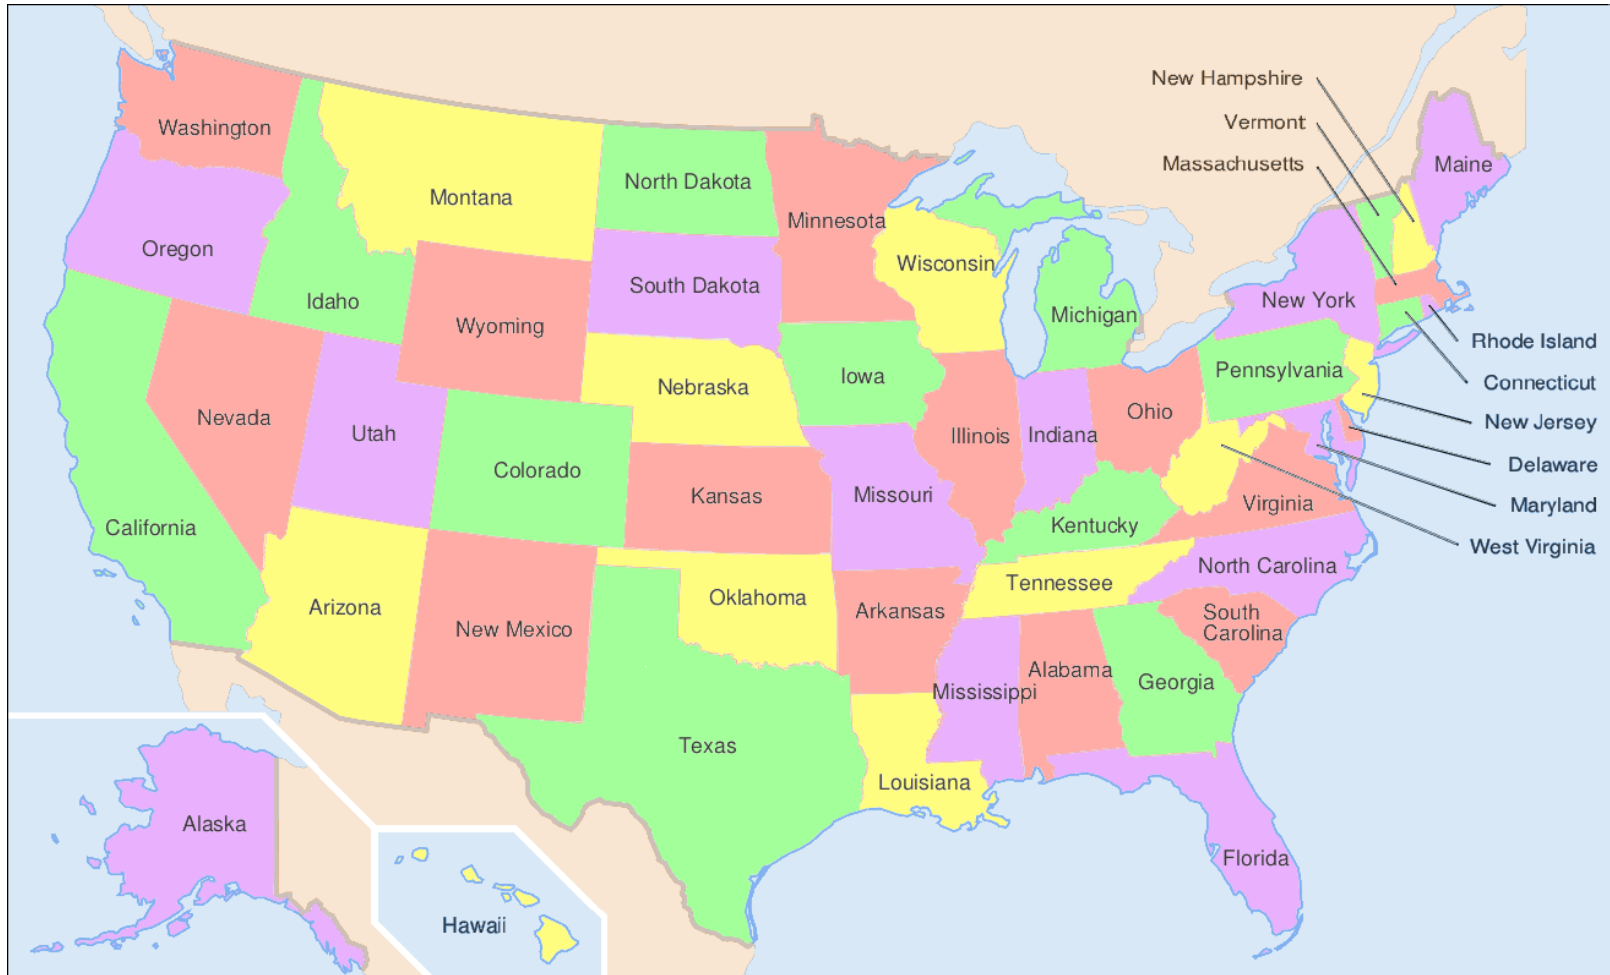 New Hampshire
Vermont
Massachusetts
Maine
Washington
Montana
North Dakota
Minnesota
Oregon
Idaho
South Dakota
Wisconsin
Wyoming
Michigan
New York
Rhode Island
Nebraska
Iowa
Pennsylvania
Connecticut
Nevada
Utah
Colorado
Illinois
Indiana
Ohio
New Jersey
Delaware
California
Kansas
Missouri
Kentucky
Virginia
Maryland
West Virginia
Arizona
New Mexico
Oklahoma
Arkansas
Tennessee
North Carolina
South
Carolina
Texas
Louisiana
Mississippi
Alabama
Georgia
Florida
Alaska
Hawaii